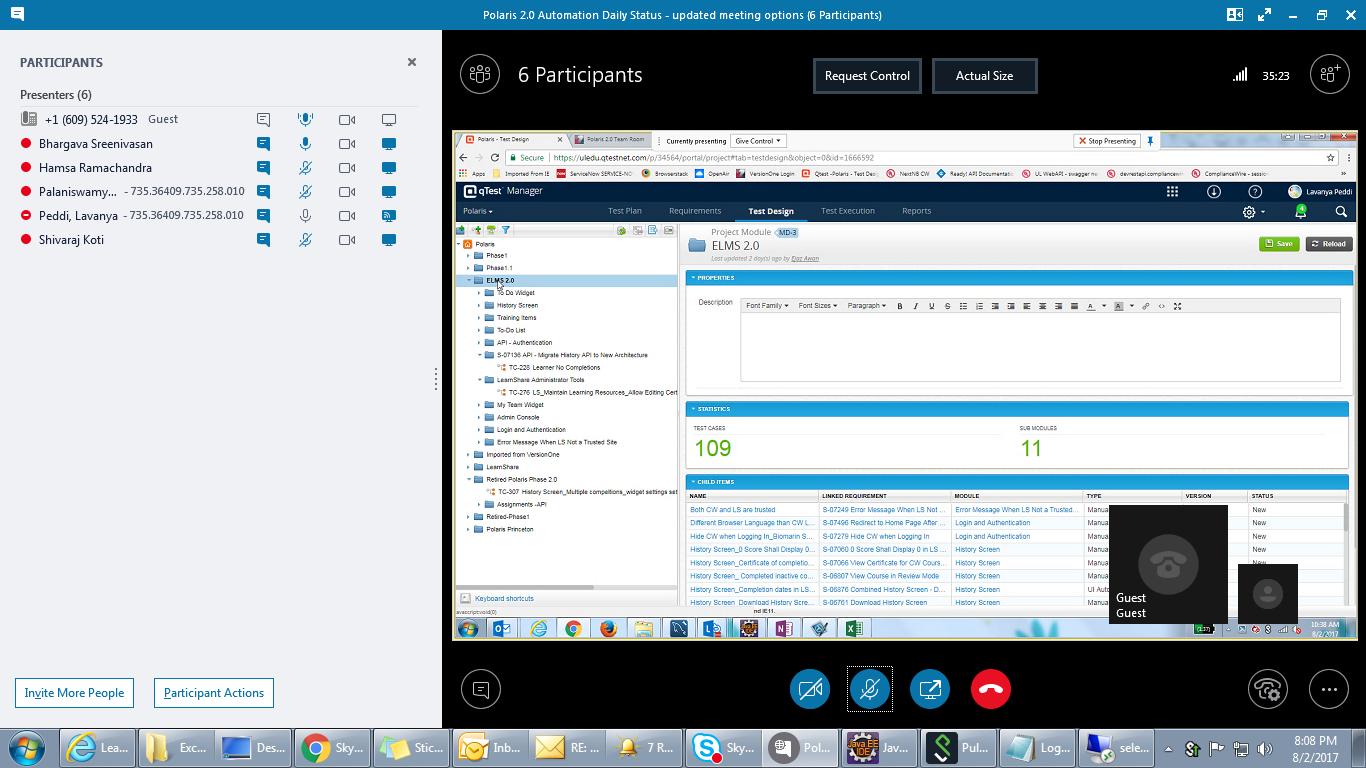 Polaris 2.0 Automation Daily Status - updated meeting options (6 Participants)
PARTICIPANTS
Presenters (6)
+1 (609) 524-1933 Guest
Bhargava Sreenivasan
Hamsa Ramachandra
Palaniswamy... - 735.36409.735.258.010
Peddi, Lavanya - 735.36409.735.258.010
Shivaraj Koti
Invite More People
Participant Actions
6 Participants
Request Control
Actual Size
35:23
Polaris - Test Design
Polaris 2.0 Team Room
Currently presenting
Give Control
Stop Presenting
Secure
https://uledu.qtestnet.com/p/34564/portal/project#tab=testdesign&object=0&id=1666592
Apps
Imported From IE
ServiceNow SERVICE-NO
Browserstack
OpenAir
VersionOne Login
Qtest -Polaris - Test Desi
NextNB CW
Ready! API Documentati
UL WebAPI - swagger
devrestapi.compliancewi
ComplianceWire - session
qTest Manager
Lavanya Peddi
Polaris
Test Plan
Requirements
Test Design
Test Execution
Reports
4
Polaris
Phase1
Phase1.1
ELMS 2.0
To Do Widget
History Screen
Training Items
To-Do List
API - Authentication
S-07136 API - Migrate History API to New Architecture
TC-228 Learner No Completions
LearnShare Administrator Tools
TC-276 LS_Maintain Learning Resources_Allow Editing Cert
My Team Widget
Admin Console
Login and Authentication
Error Message When LS Not a Trusted Site
Imported from VersionOne
LearnShare
Retired Polaris Phase 2.0
TC-307 History Screen_Multiple compeitions_widget settings set
Assignments -API
Retired-Phase1
Polaris Princeton
Keyboard shortcuts
Project Module MD-3
ELMS 2.0
Last updated 2 day(s) ago by Ejaz Awan
Save
Reload
PROPERTIES
Description
Font Family
Font Sizes
Paragraph
B
I
U
S
A
A
STATISTICS
TEST CASES
SUB MODULES
109
11
CHILD ITEMS
NAME LINKED REQUIREMENT MODULE TYPE VERSION STATUS
Both CW and LS are trusted S-07249 Error Message When LS Not ... Error Message When LS Not a Trusted... Manua New
Different Browser Language than CW L... S-07496 Redirect to Home Page After ... Login and Authentication Manua New
Hide CW when Logging In_Biomarin S... S-07279 Hide CW when Logging In Login and Authentication Manua New
History Screen_0 Score Shall Display 0... S-07060 0 Score Shall Display 0 in LS ... History Screen Manua New
History Screen_Certificate of completio... S-07066 View Certificate for CW Cours... History Screen Manua New
History Screen_ Completed inactive co... S-06807 View Course in Review Mode History Screen Manua New
History Screen_Completion dates in LS... S-06876 Combined History Screen - D... History Screen UI Auto New
History Screen_Download History Scre... S-06761 Download History Screen History Screen Manua New
javascript:void(0)
nd IE11.
Guest
Guest
(1:37)
10:38 AM
8/2/2017
Lea...
Exc...
Des...
Sky...
Stic...
Inb...
RE: ...
7 R...
Sky...
Pol...
Java EE
IDE
Jav...
Pul...
Log...
sele...
8:08 PM
8/2/2017